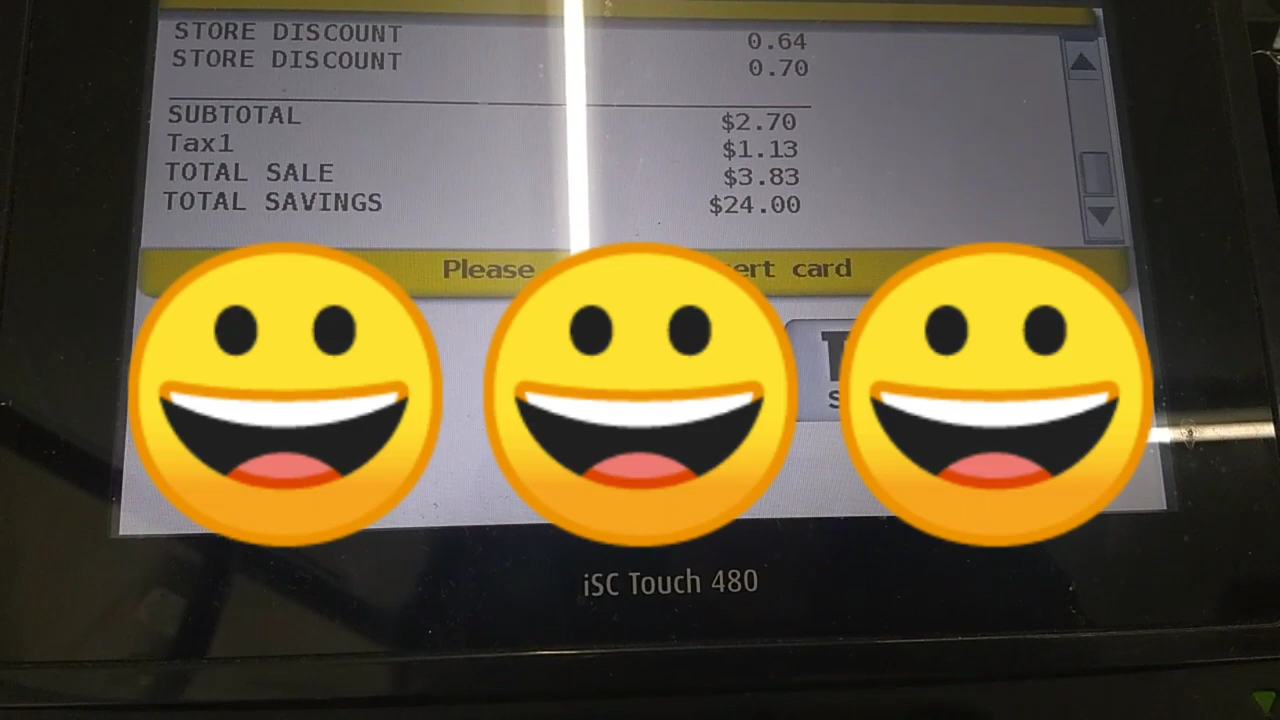 STORE DISCOUNT 0.64
STORE DISCOUNT 0.70
SUBTOTAL $2.70
Tax1 $1.13
TOTAL SALE $3.83
TOTAL SAVINGS $24.00
Please card
iSC Touch 480